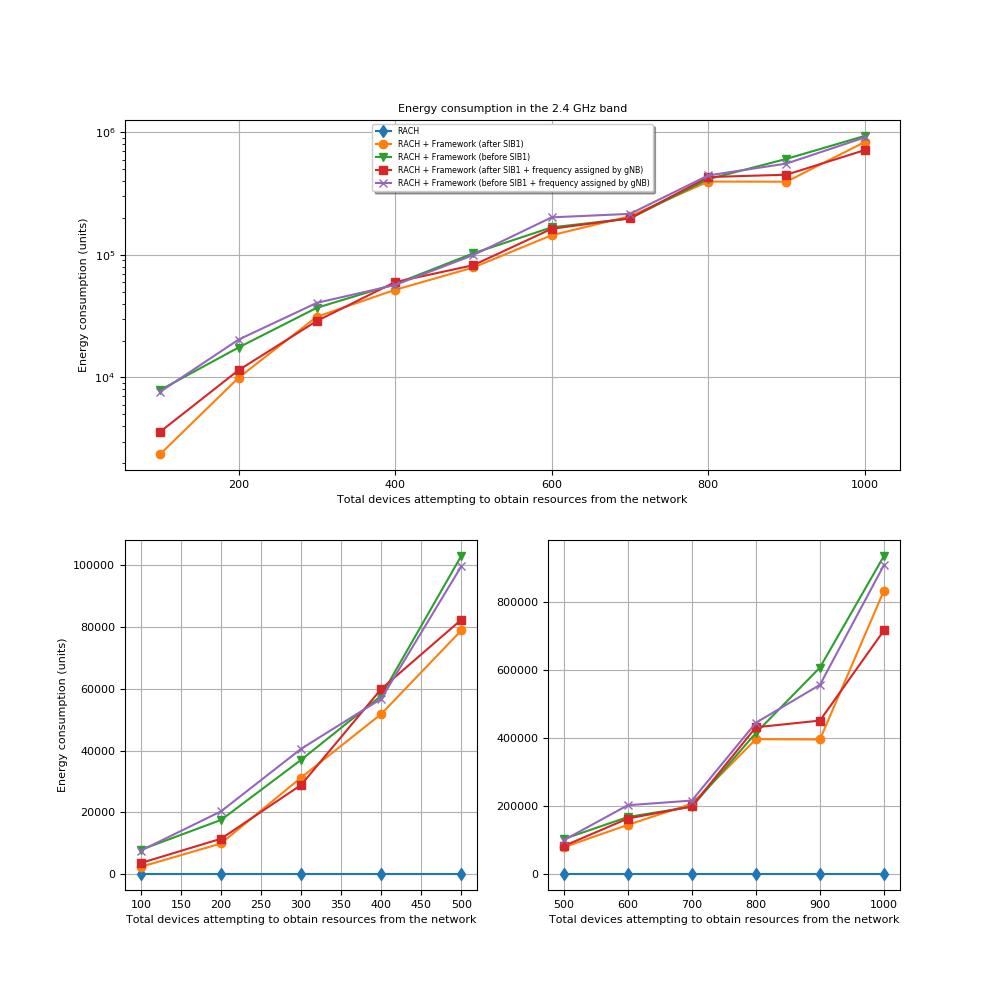 Energy consumption in the 2.4 GHz band
RACH
RACH + Framework (after SIB1)
RACH + Framework (before SIB1)
RACH + Framework (after SIB1 + frequency assigned by gNB)
RACH + Framework (before SIB1 + frequency assigned by gNB)
10⁶
10⁵
10⁴
Energy consumption (units)
200 400 600 800 1000
Total devices attempting to obtain resources from the network
100000
80000
60000
40000
20000
0
Energy consumption (units)
100 150 200 250 300 350 400 450 500
Total devices attempting to obtain resources from the network
800000
600000
400000
200000
0
500 600 700 800 900 1000
Total devices attempting to obtain resources from the network